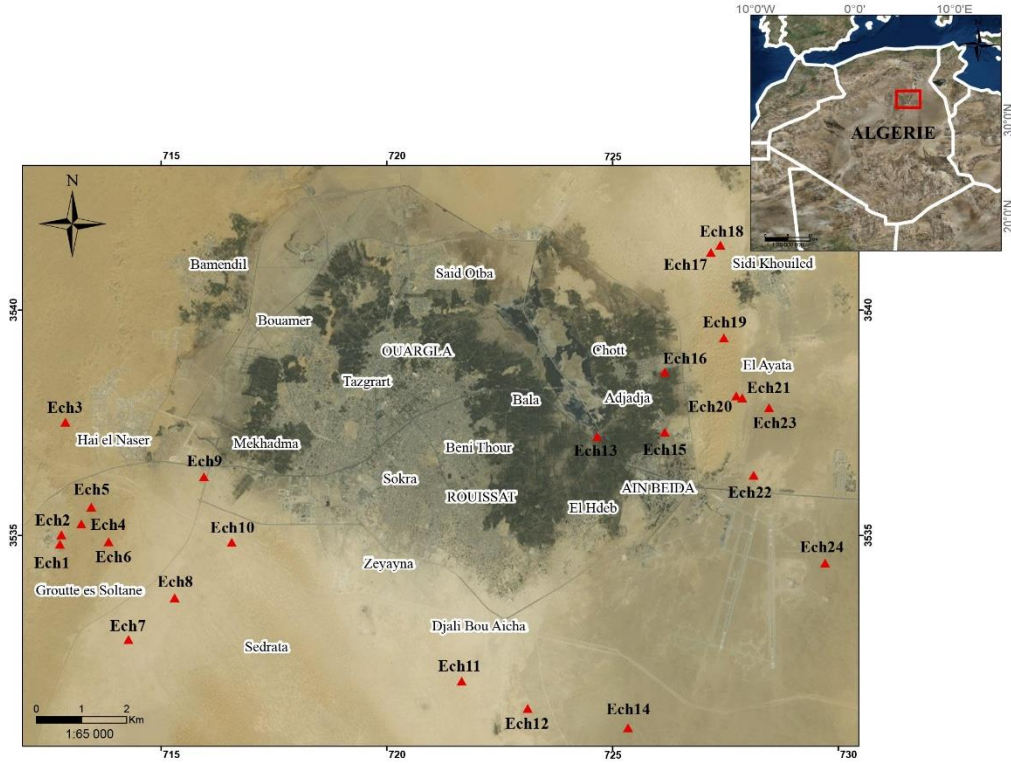 10°0'W
0°0'
10°0'E
30°0'N
20°0'N
ALGERIE
715
720
725
N
Ech18
Bamendil
Said Otba
Ech17
Sidi Khouiled
3540
Bouamer
Ech19
OUARGLA
Chott
Ech16
El Ayata
Tazgrart
Ech21
Bala
Adjadja
Ech20
Ech23
Ech3
Hai el Naser
Mekhadma
Beni Thour
Ech13
Ech15
Ech9
Sokra
AIN BEIDA
Ech22
Ech5
ROUISSAT
El Hdeb
Ech2
Ech4
Ech10
3535
Ech24
Ech1
Ech6
Zeyayna
Ech8
Groutte es Soltane
Ech7
Djali Bou Aicha
Sedrata
Ech11
Ech12
Ech14
0 1 2
Km
1:65 000
715
720
725
730